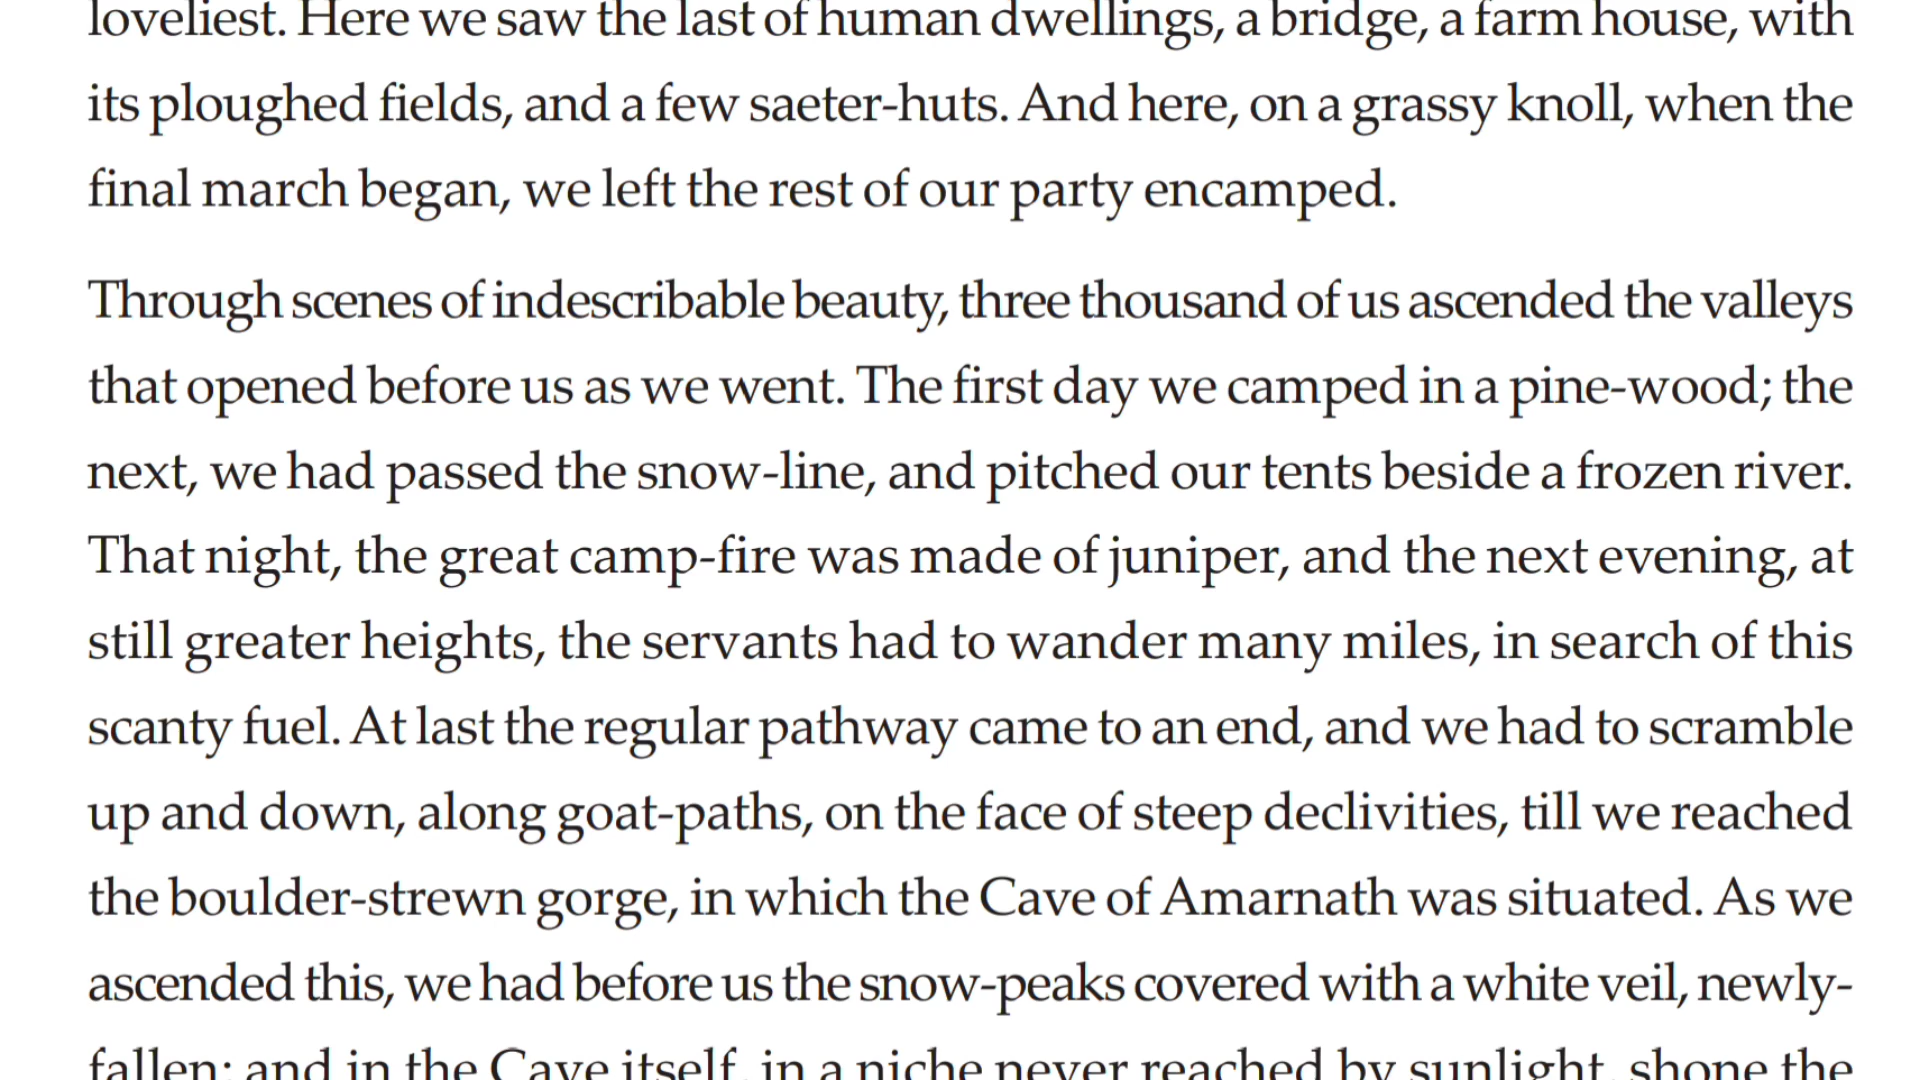 loveliest. Here we saw the last of human dwellings, a bridge, a farm house, with
its ploughed fields, and a few saeter-huts. And here, on a grassy knoll, when the
final march began, we left the rest of our party encamped.
Through scenes of indescribable beauty, three thousand of us ascended the valleys
that opened before us as we went. The first day we camped in a pine-wood; the
next, we had passed the snow-line, and pitched our tents beside a frozen river.
That night, the great camp-fire was made of juniper, and the next evening, at
still greater heights, the servants had to wander many miles, in search of this
scanty fuel. At last the regular pathway came to an end, and we had to scramble
up and down, along goat-paths, on the face of steep declivities, till we reached
the boulder-strewn gorge, in which the Cave of Amarnath was situated. As we
ascended this, we had before us the snow-peaks covered with a white veil, newly-
fallen; and in the Cave itself, in a niche never reached by sunlight, shone the